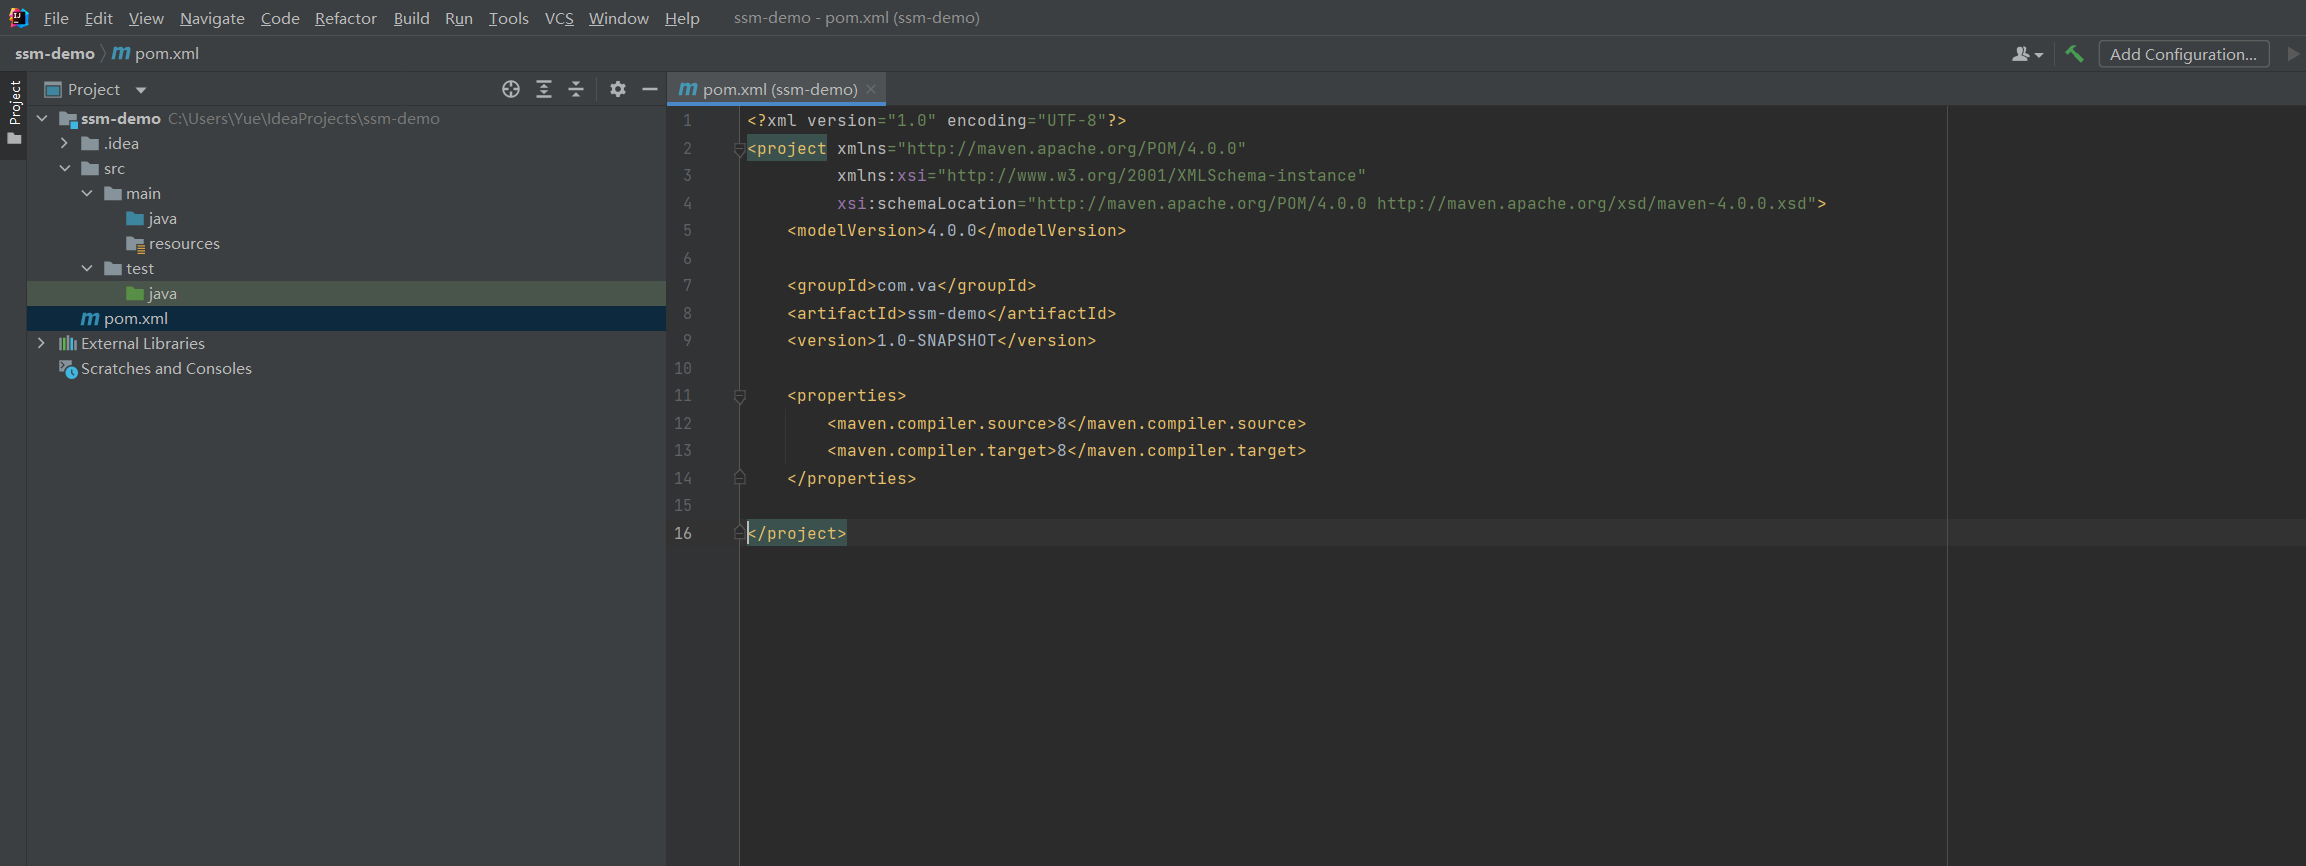 File Edit View Navigate Code Refactor Build Run Tools VCS Window Help ssm-demo - pom.xml (ssm-demo)
ssm-demo pom.xml Add Configuration...
Project
Project
pom.xml (ssm-demo)
ssm-demo C:\Users\Yue\IdeaProjects\ssm-demo
.idea
src
main
java
resources
test
java
pom.xml
External Libraries
Scratches and Consoles
1 <?xml version="1.0" encoding="UTF-8"?>
2 <project xmlns="http://maven.apache.org/POM/4.0.0"
3 xmlns:xsi="http://www.w3.org/2001/XMLSchema-instance"
4 xsi:schemaLocation="http://maven.apache.org/POM/4.0.0 http://maven.apache.org/xsd/maven-4.0.0.xsd">
5 <modelVersion>4.0.0</modelVersion>
6
7 <groupId>com.va</groupId>
8 <artifactId>ssm-demo</artifactId>
9 <version>1.0-SNAPSHOT</version>
10
11 <properties>
12 <maven.compiler.source>8</maven.compiler.source>
13 <maven.compiler.target>8</maven.compiler.target>
14 </properties>
15
16 </project>